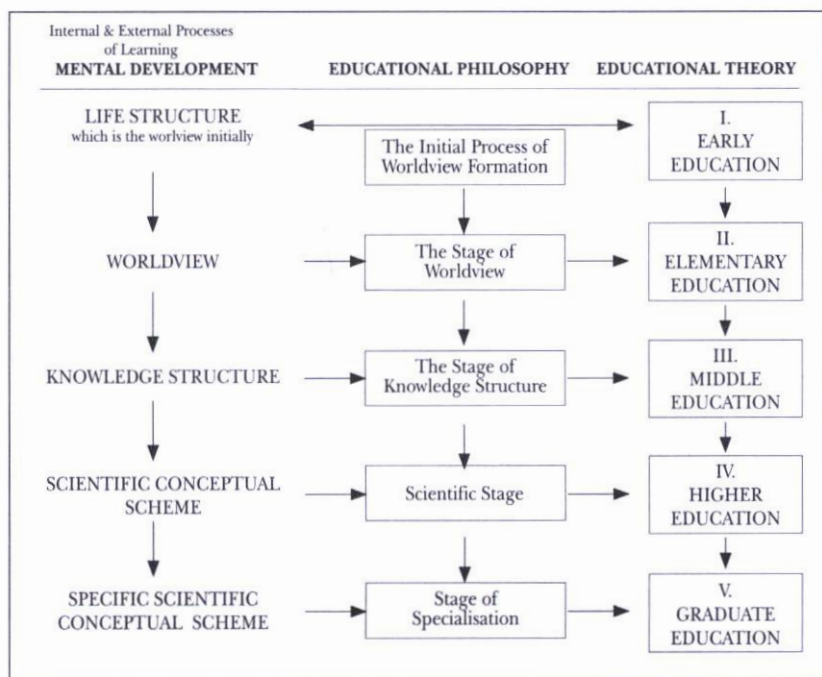 Internal & External Processes
of Learning
MENTAL DEVELOPMENT
EDUCATIONAL PHILOSOPHY
EDUCATIONAL THEORY
LIFE STRUCTURE
which is the worlview initially
The Initial Process of
Worldview Formation
I.
EARLY
EDUCATION
WORLDVIEW
The Stage of
Worldview
II.
ELEMENTARY
EDUCATION
KNOWLEDGE STRUCTURE
The Stage of
Knowledge Structure
III.
MIDDLE
EDUCATION
SCIENTIFIC CONCEPTUAL
SCHEME
Scientific Stage
IV.
HIGHER
EDUCATION
SPECIFIC SCIENTIFIC
CONCEPTUAL SCHEME
Stage of
Specialisation
V.
GRADUATE
EDUCATION